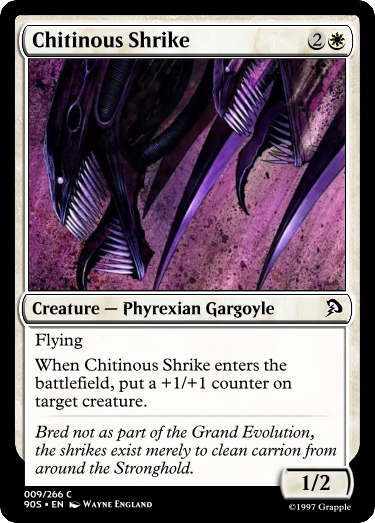 Chitinous Shrike 2
Creature — Phyrexian Gargoyle
Flying
When Chitinous Shrike enters the
battlefield, put a +1/+1 counter on
target creature.
Bred not as part of the Grand Evolution,
the shrikes exist merely to clean carrion from
around the Stronghold.
1/2
009/266 C
90S • EN Wayne England
©1997 Grapple